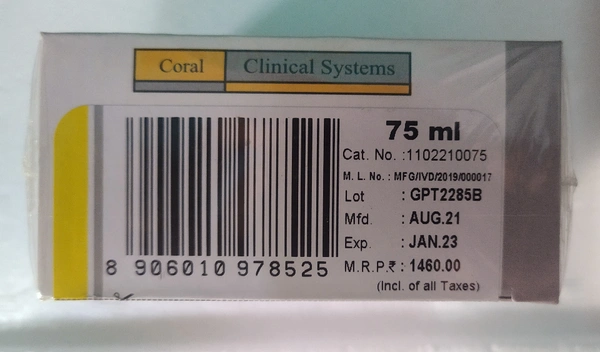 Coral Clinical Systems
75 ml
Cat. No. :1102210075
M. L. No. : MFG/IVD/2019/000017
Lot : GPT2285B
Mfd. : AUG.21
Exp. : JAN.23
M.R.P.₹ : 1460.00
(Incl. of all Taxes)
8 906010 978525